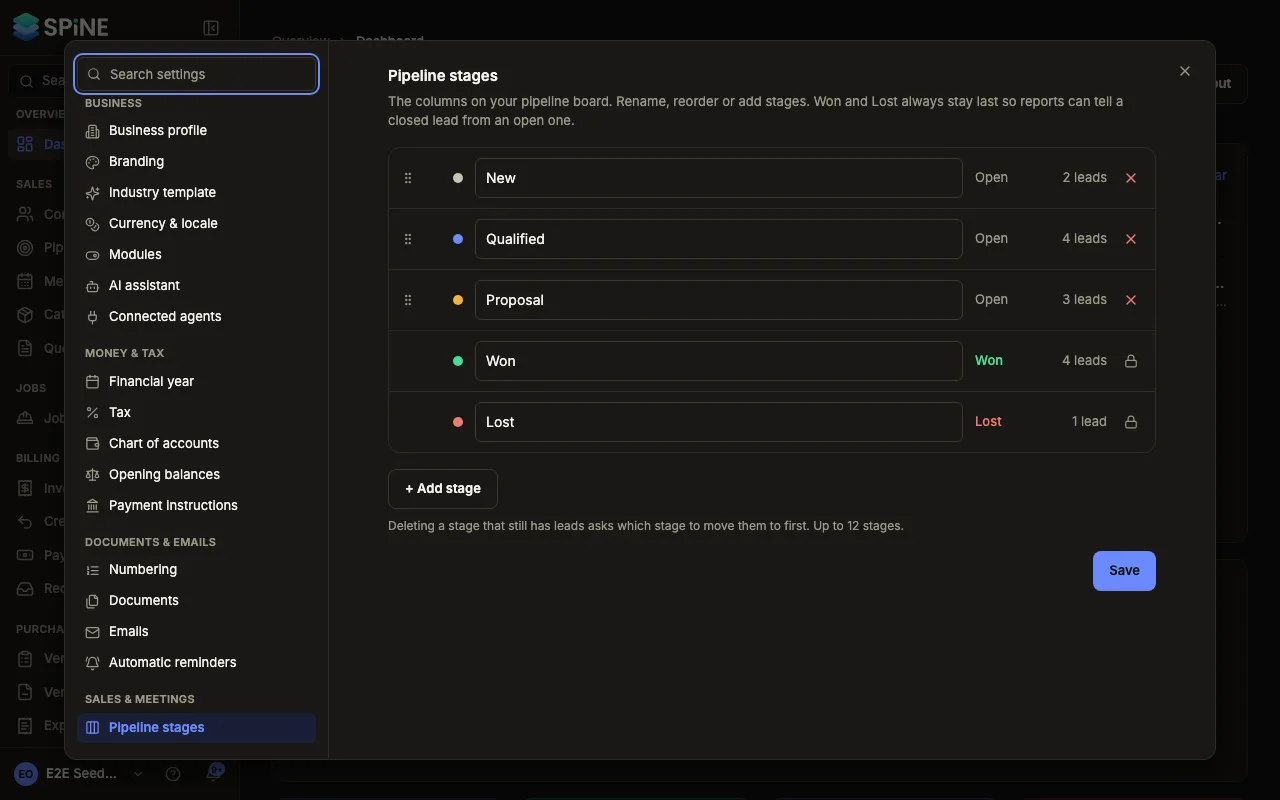 SPiNE
Overview
Dashboard
Search settings
BUSINESS
Business profile
Branding
Industry template
Currency & locale
Modules
AI assistant
Connected agents
MONEY & TAX
Financial year
Tax
Chart of accounts
Opening balances
Payment instructions
DOCUMENTS & EMAILS
Numbering
Documents
Emails
Automatic reminders
SALES & MEETINGS
Pipeline stages
Pipeline stages
The columns on your pipeline board. Rename, reorder or add stages. Won and Lost always stay last so reports can tell a
closed lead from an open one.
New Open 2 leads
Qualified Open 4 leads
Proposal Open 3 leads
Won Won 4 leads
Lost Lost 1 lead
+ Add stage
Deleting a stage that still has leads asks which stage to move them to first. Up to 12 stages.
Save
SALES
JOBS
BILLING
EO E2E Seed...
9+